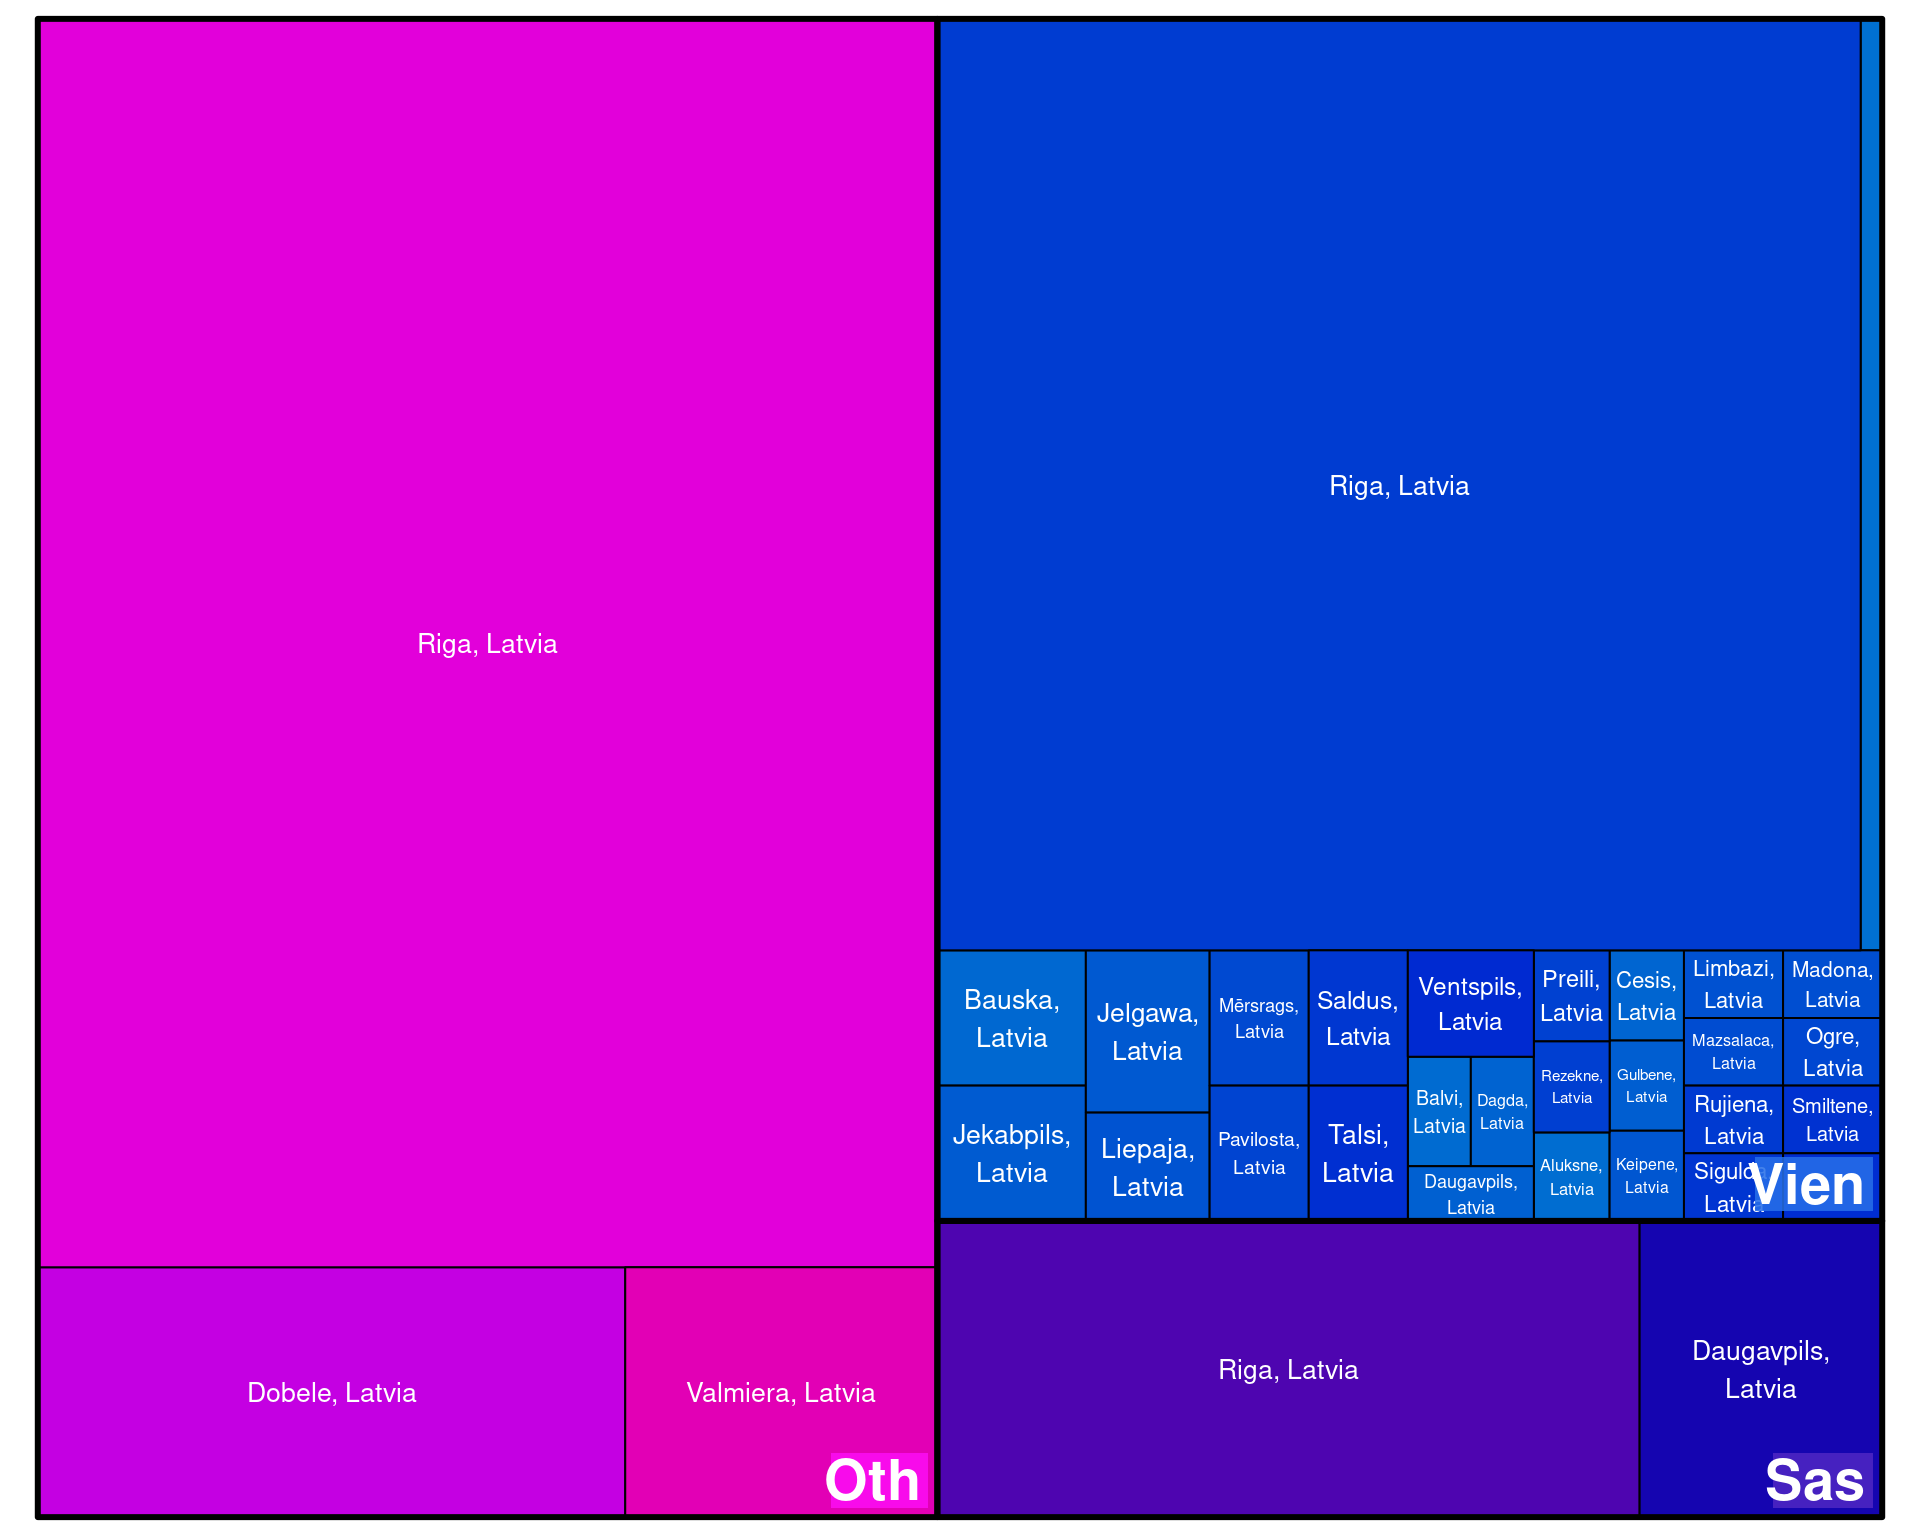 Riga, Latvia
Dobele, Latvia
Valmiera, Latvia
Oth
Riga, Latvia
Bauska,
Latvia
Jekabpils,
Latvia
Jelgawa,
Latvia
Liepaja,
Latvia
Mērsrags,
Latvia
Pavilosta,
Latvia
Saldus,
Latvia
Talsi,
Latvia
Ventspils,
Latvia
Balvi,
Latvia
Dagda,
Latvia
Daugavpils,
Latvia
Preili,
Latvia
Rezekne,
Latvia
Aluksne,
Latvia
Cesis,
Latvia
Gulbene,
Latvia
Keipene,
Latvia
Limbazi,
Latvia
Mazsalaca,
Latvia
Rujiena,
Latvia
Latvia
Madona,
Latvia
Ogre,
Latvia
Smiltene,
Latvia
Vien
Riga, Latvia
Daugavpils,
Latvia
Sas